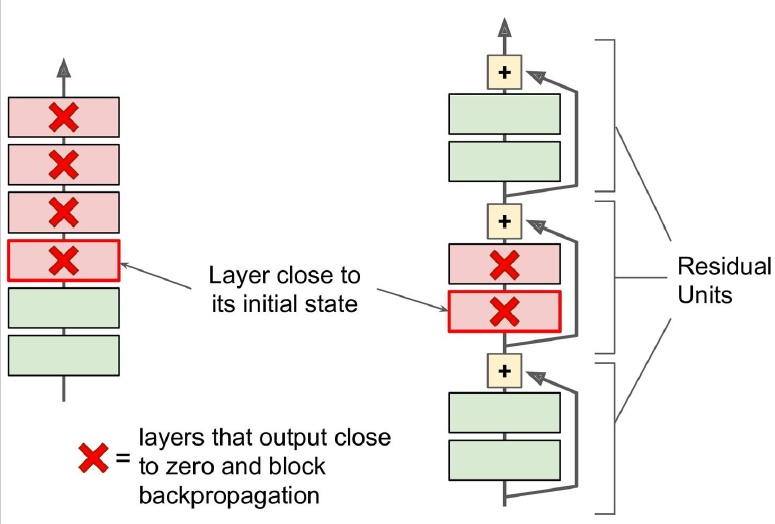 +
+
Layer close to
its initial state
Residual
Units
+
= layers that output close
to zero and block
backpropagation